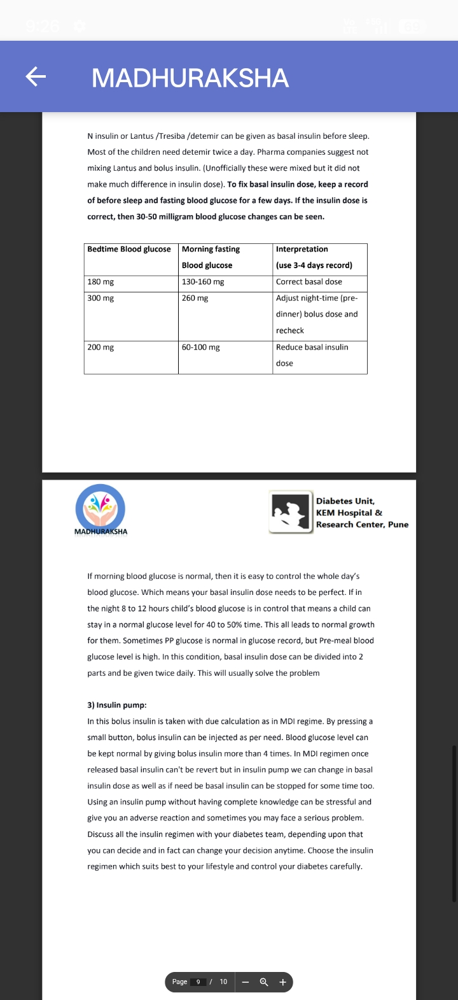 9:26
MADHURAKSHA
N insulin or Lantus /Tresiba /detemir can be given as basal insulin before sleep.
Most of the children need detemir twice a day. Pharma companies suggest not
mixing Lantus and bolus insulin. (Unofficially these were mixed but it did not
make much difference in insulin dose). To fix basal insulin dose, keep a record
of before sleep and fasting blood glucose for a few days. If the insulin dose is
correct, then 30-50 milligram blood glucose changes can be seen.
Bedtime Blood glucose
Morning fasting
Blood glucose
Interpretation
(use 3-4 days record)
180 mg
130-160 mg
Correct basal dose
300 mg
260 mg
Adjust night-time (pre-
dinner) bolus dose and
recheck
200 mg
60-100 mg
Reduce basal insulin
dose
MADHURAKSHA
Diabetes Unit,
KEM Hospital &
Research Center, Pune
If morning blood glucose is normal, then it is easy to control the whole day's
blood glucose. Which means your basal insulin dose needs to be perfect. If in
the night 8 to 12 hours child's blood glucose is in control that means a child can
stay in a normal glucose level for 40 to 50% time. This all leads to normal growth
for them. Sometimes PP glucose is normal in glucose record, but Pre-meal blood
glucose level is high. In this condition, basal insulin dose can be divided into 2
parts and be given twice daily. This will usually solve the problem
3) Insulin pump:
In this bolus insulin is taken with due calculation as in MDI regime. By pressing a
small button, bolus insulin can be injected as per need. Blood glucose level can
be kept normal by giving bolus insulin more than 4 times. In MDI regimen once
released basal insulin can't be revert but in insulin pump we can change in basal
insulin dose as well as if need be basal insulin can be stopped for some time too.
Using an insulin pump without having complete knowledge can be stressful and
give you an adverse reaction and sometimes you may face a serious problem.
Discuss all the insulin regimen with your diabetes team, depending upon that
you can decide and in fact can change your decision anytime. Choose the insulin
regimen which suits best to your lifestyle and control your diabetes carefully.
Page 9 / 10